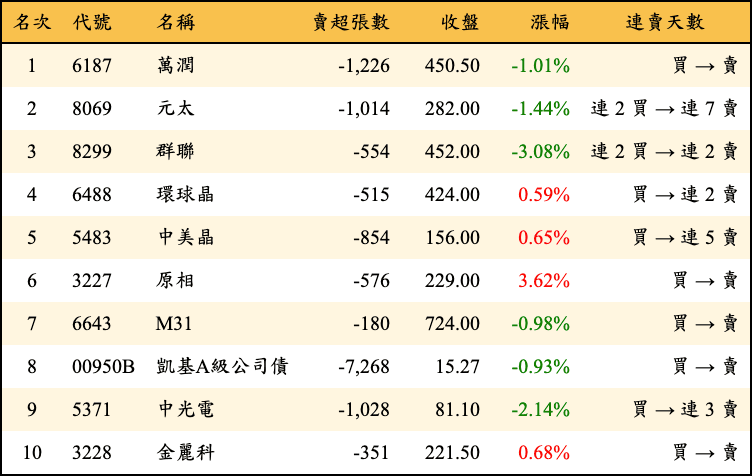 名次 代號 名稱 賣超張數 收盤 漲幅 連賣天數
1 6187 萬潤 -1,226 450.50 -1.01% 買 → 賣
2 8069 元太 -1,014 282.00 -1.44% 連 2 買 → 連 7 賣
3 8299 群聯 -554 452.00 -3.08% 連 2 買 → 連 2 賣
4 6488 環球晶 -515 424.00 0.59% 買 → 連 2 賣
5 5483 中美晶 -854 156.00 0.65% 買 → 連 5 賣
6 3227 原相 -576 229.00 3.62% 買 → 賣
7 6643 M31 -180 724.00 -0.98% 買 → 賣
8 00950B 凱基A級公司債 -7,268 15.27 -0.93% 買 → 賣
9 5371 中光電 -1,028 81.10 -2.14% 買 → 連 3 賣
10 3228 金麗科 -351 221.50 0.68% 買 → 賣